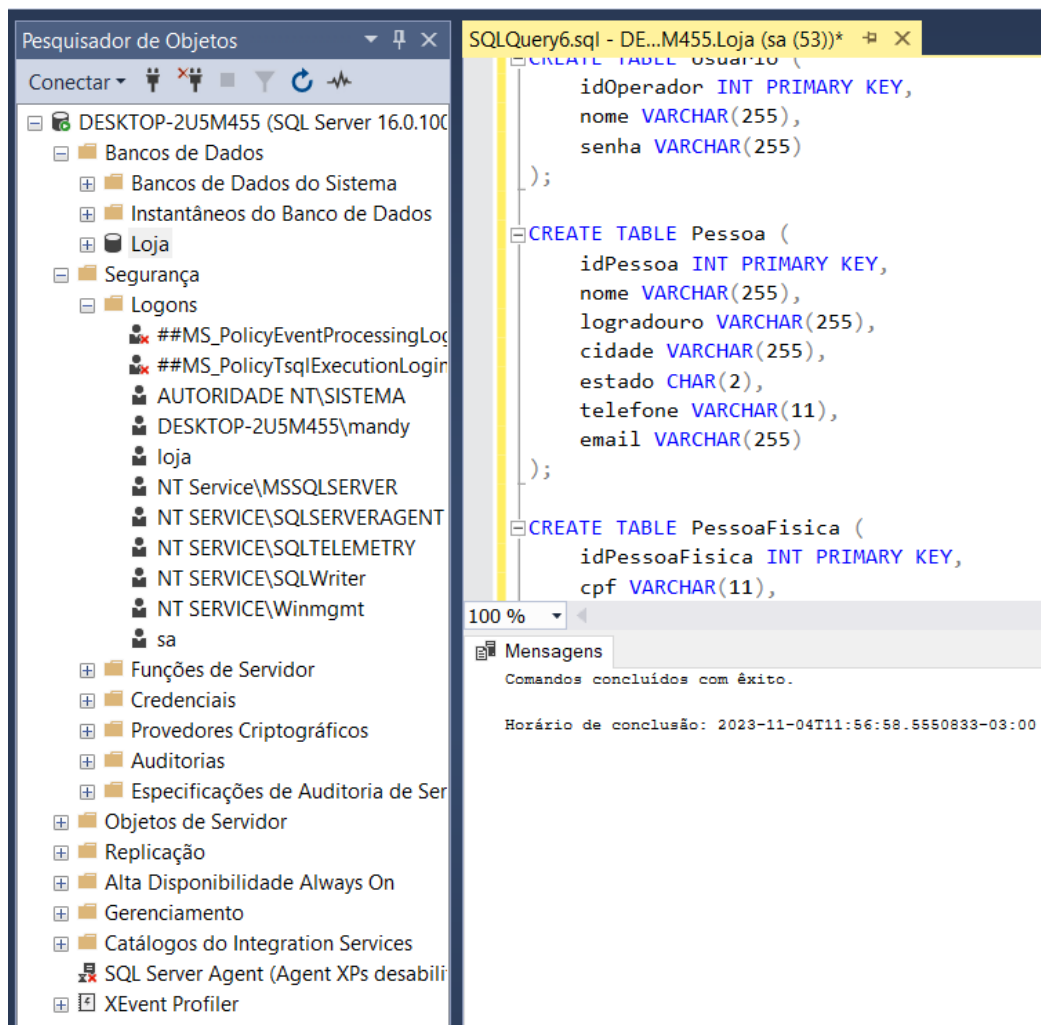 Pesquisador de Objetos
Conectar
DESKTOP-2U5M455 (SQL Server 16.0.100
Bancos de Dados
Bancos de Dados do Sistema
Instantâneos do Banco de Dados
Loja
Segurança
Logons
##MS_PolicyEventProcessingLog
##MS_PolicyTsqlExecutionLogin
AUTORIDADE NT\SISTEMA
DESKTOP-2U5M455\mandy
loja
NT Service\MSSQLSERVER
NT SERVICE\SQLSERVERAGENT
NT SERVICE\SQLTELEMETRY
NT SERVICE\SQLWriter
NT SERVICE\Winmgmt
sa
Funções de Servidor
Credenciais
Provedores Criptográficos
Auditorias
Especificações de Auditoria de Ser
Objetos de Servidor
Replicação
Alta Disponibilidade Always On
Gerenciamento
Catálogos do Integration Services
SQL Server Agent (Agent XPs desabili
XEvent Profiler
SQLQuery6.sql - DE...M455.Loja (sa (53))*
CREATE TABLE Usuario (
idOperador INT PRIMARY KEY,
nome VARCHAR(255),
senha VARCHAR(255)
);
CREATE TABLE Pessoa (
idPessoa INT PRIMARY KEY,
nome VARCHAR(255),
logradouro VARCHAR(255),
cidade VARCHAR(255),
estado CHAR(2),
telefone VARCHAR(11),
email VARCHAR(255)
);
CREATE TABLE PessoaFisica (
idPessoaFisica INT PRIMARY KEY,
cpf VARCHAR(11),
100 %
Mensagens
Comandos concluídos com êxito.
Horário de conclusão: 2023-11-04T11:56:58.5550833-03:00